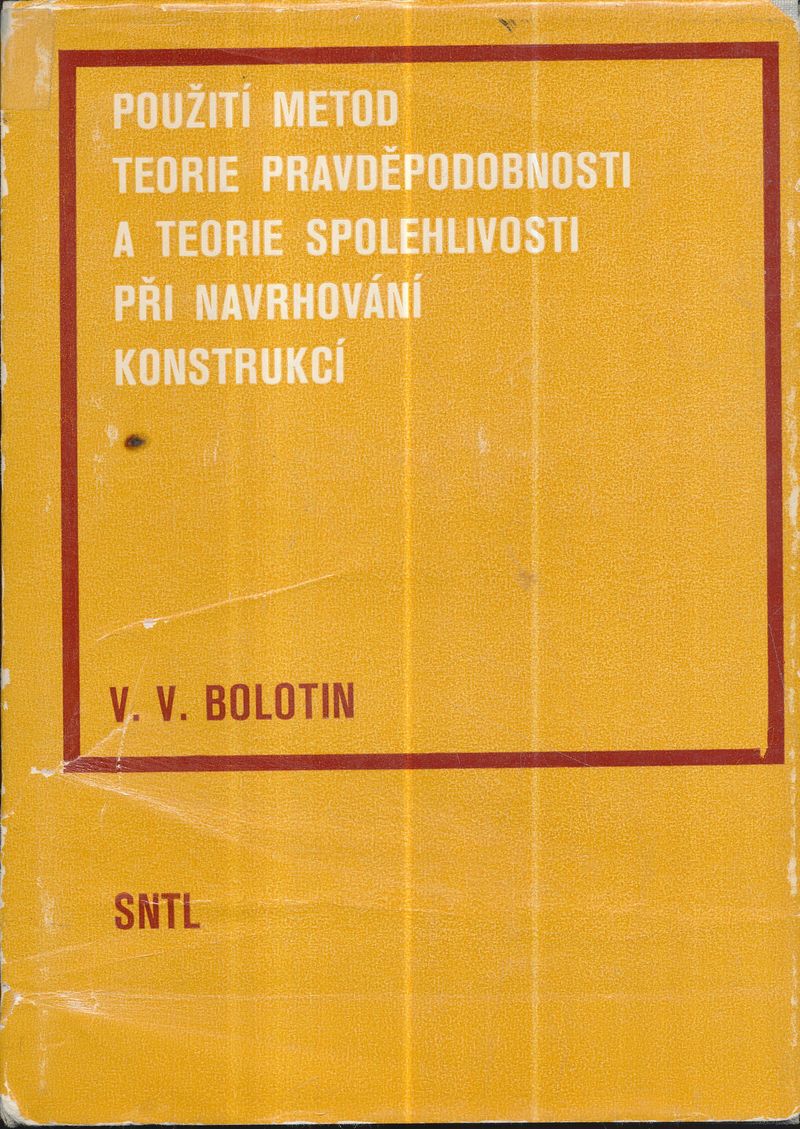 POUŽITÍ METOD
TEORIE PRAVDĚPODOBNOSTI
A TEORIE SPOLEHLIVOSTI
PŘI NAVRHOVÁNÍ
KONSTRUKCÍ
V. V. BOLOTIN
SNTL